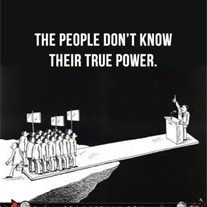 THE PEOPLE DON'T KNOW
THEIR TRUE POWER.